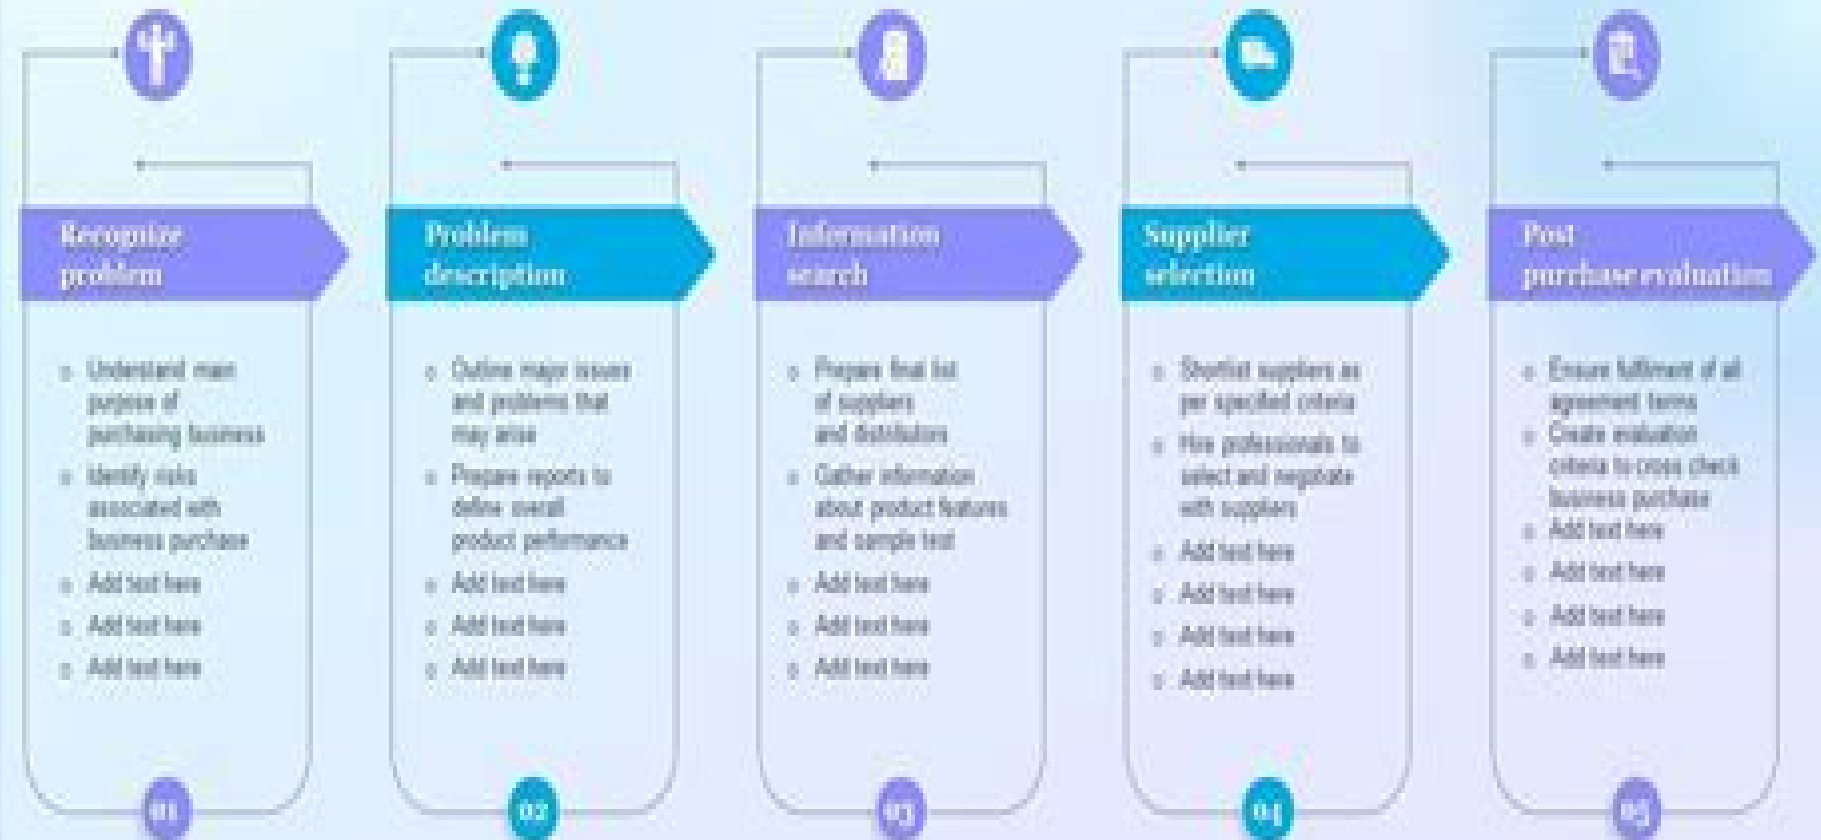 Recognize
problem
Understand main
purpose of
purchasing business
Identify risks
associated with
business purchase
Add text here
Add text here
Add text here
01
Problem
description
Outline major issues
and problems that
may arise
Prepare reports to
define overall
product performance
Add text here
Add text here
Add text here
02
Information
search
Prepare final list
of suppliers
and distributors
Gather information
about product features
and sample test
Add text here
Add text here
Add text here
03
Supplier
selection
Shortlist suppliers as
per specified criteria
Hire professionals to
select and negotiate
with suppliers
Add text here
Add text here
Add text here
Add text here
04
Post
purchase evaluation
Ensure fulfilment of all
agreement terms
Create evaluation
criteria to cross check
business purchase
Add text here
Add text here
Add text here
Add text here
05